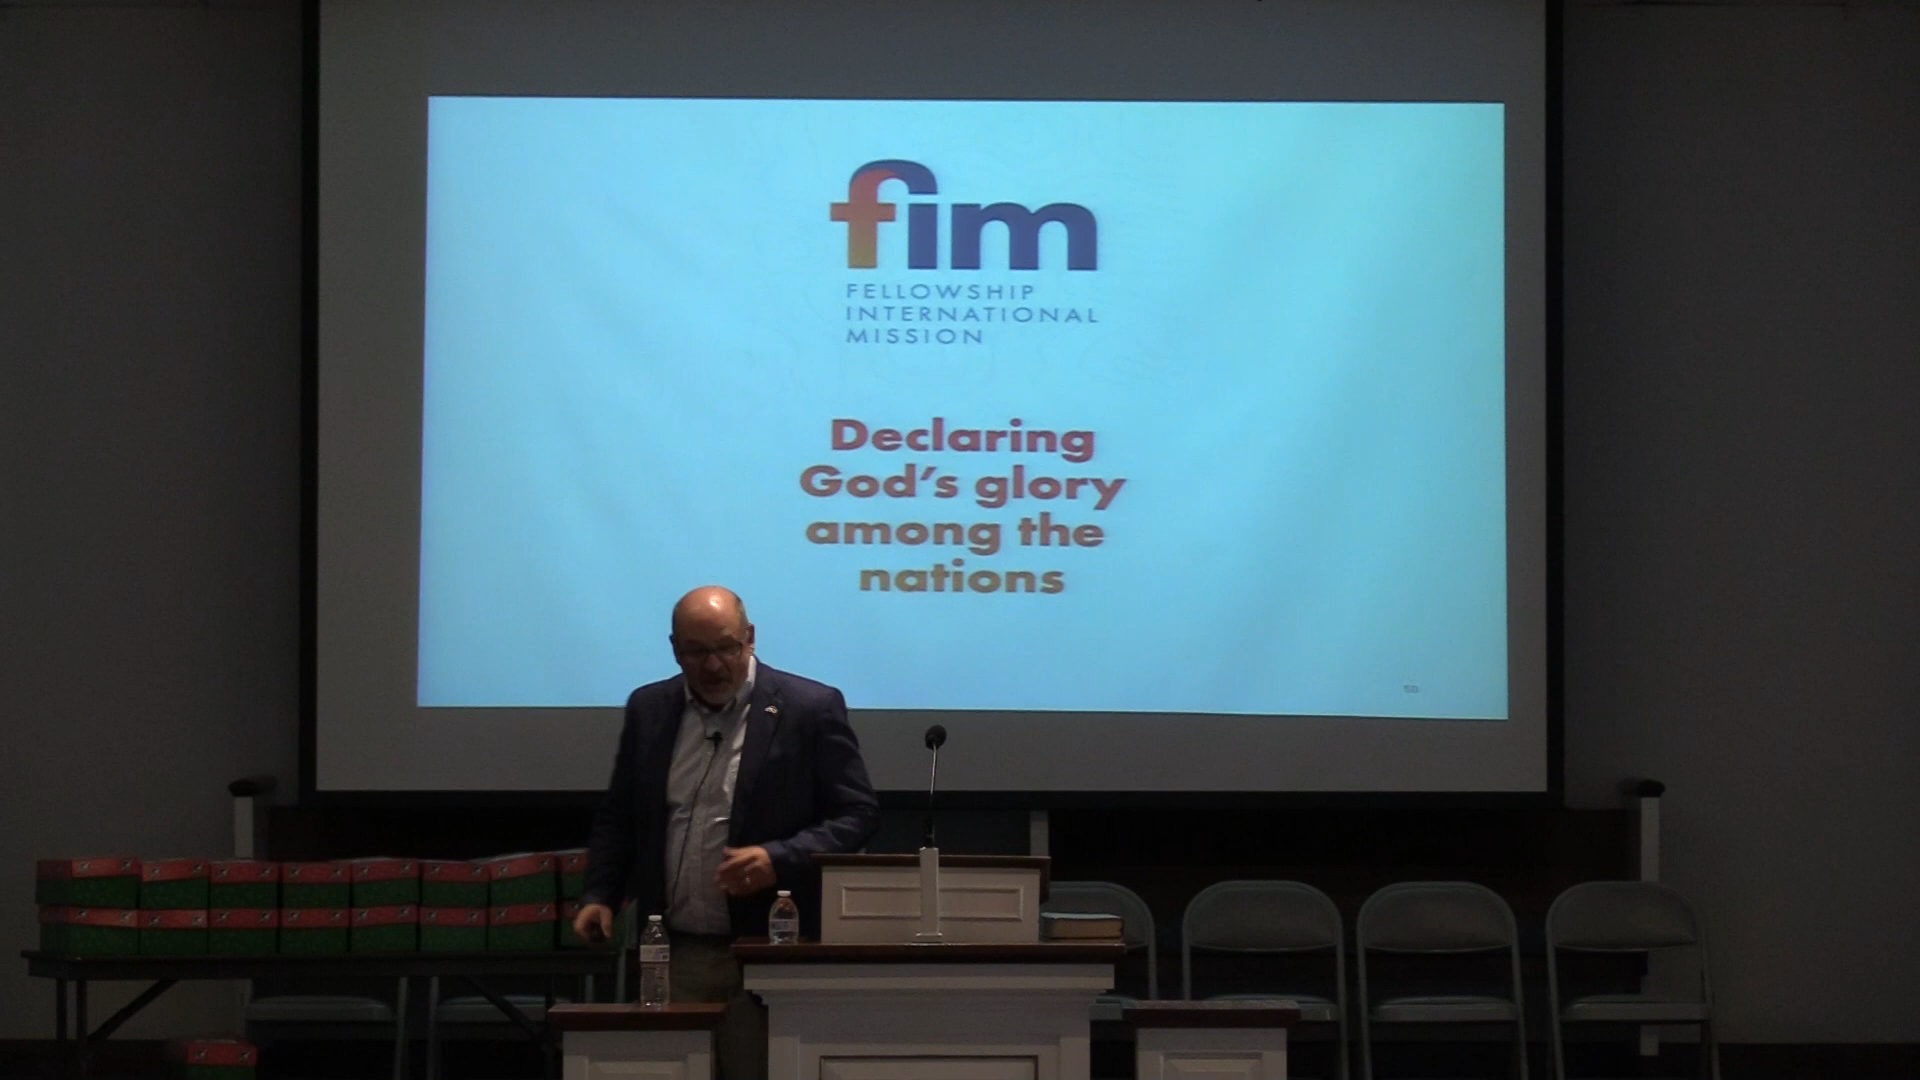 fim
FELLOWSHIP
INTERNATIONAL
MISSION
Declaring
God's glory
among the
nations